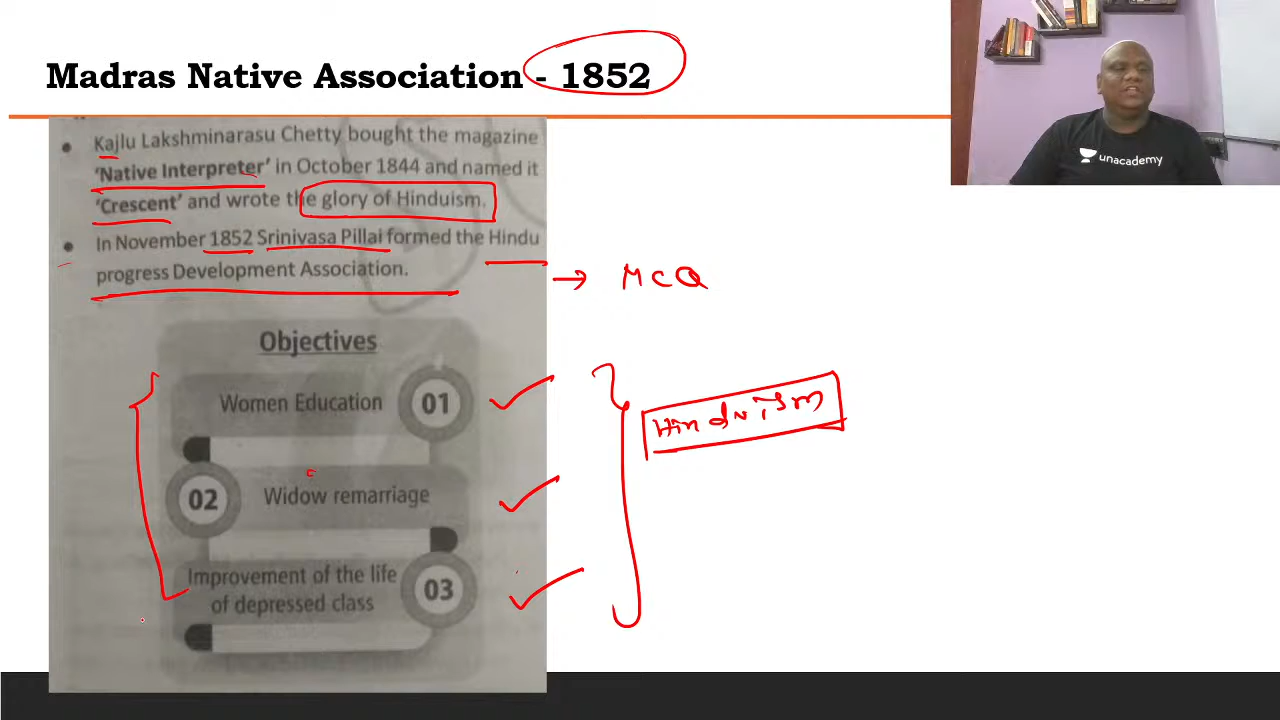 Madras Native Association - 1852
Kajlu Lakshminarasu Chetty bought the magazine
'Native Interpreter' in October 1844 and named it
'Crescent' and wrote the glory of Hinduism.
In November 1852 Srinivasa Pillai formed the Hindu
progress Development Association.
→ MCQ
Objectives
Women Education 01
02 Widow remarriage
Improvement of the life
of depressed class 03
Hinduism
unacademy